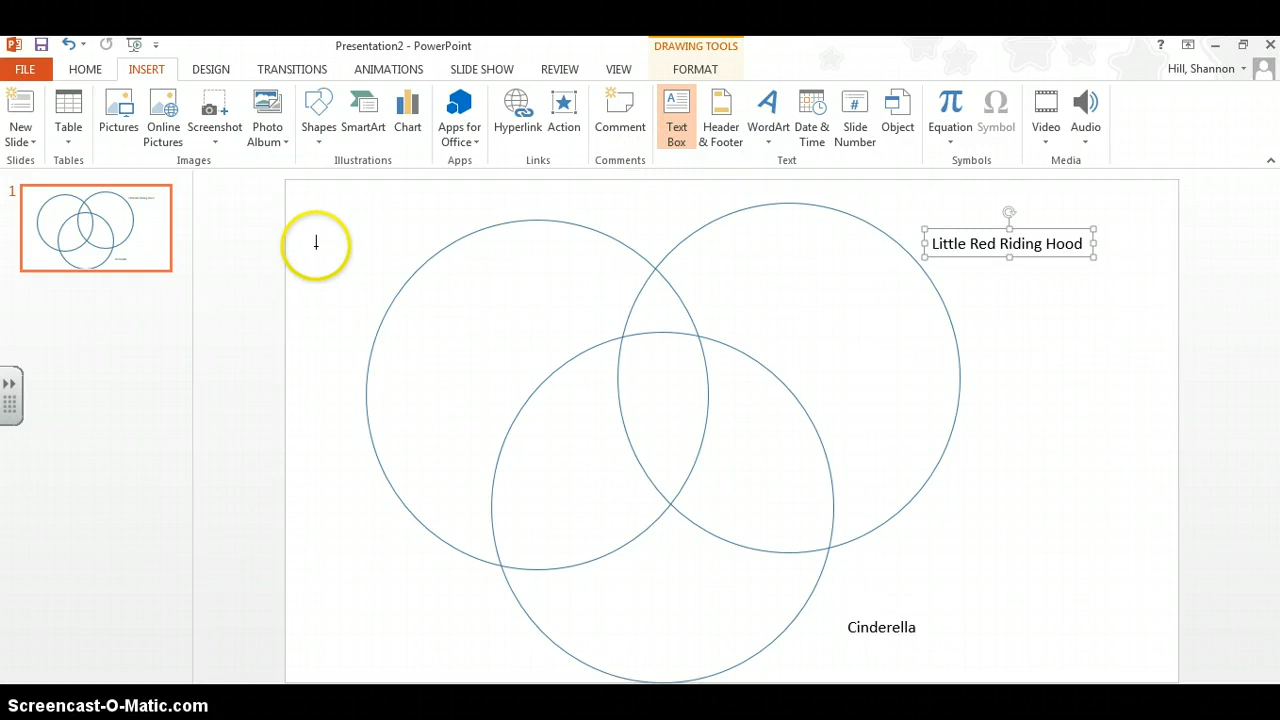 Presentation2 - PowerPoint
DRAWING TOOLS
?
FILE HOME INSERT DESIGN TRANSITIONS ANIMATIONS SLIDE SHOW REVIEW VIEW FORMAT
Hill, Shannon
New Slide
Table
Pictures
Online Pictures
Screenshot
Photo Album
Shapes
SmartArt
Chart
Apps for Office
Hyperlink
Action
Comment
Text Box
Header & Footer
WordArt
Date & Time
Slide Number
Object
Equation
Symbol
Video
Audio
Slides Tables Images Illustrations Apps Links Comments Text Symbols Media
1
Little Red Riding Hood
Cinderella
Screencast-O-Matic.com